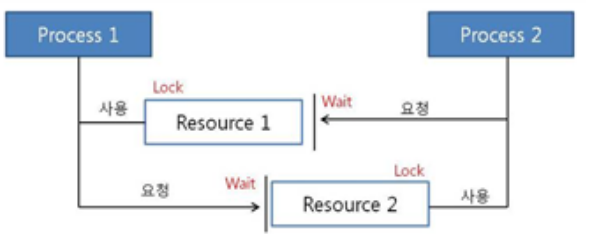 Process 1
Process 2
Lock
사용
Resource 1
Wait
요청
요청
Wait
Lock
Resource 2
사용